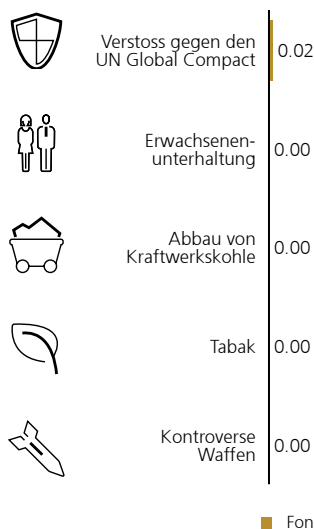 Verstoss gegen den
UN Global Compact
0.02
Erwachsenen-
unterhaltung
0.00
Abbau von
Kraftwerkskohle
0.00
Tabak
0.00
Kontroverse
Waffen
0.00
Fon